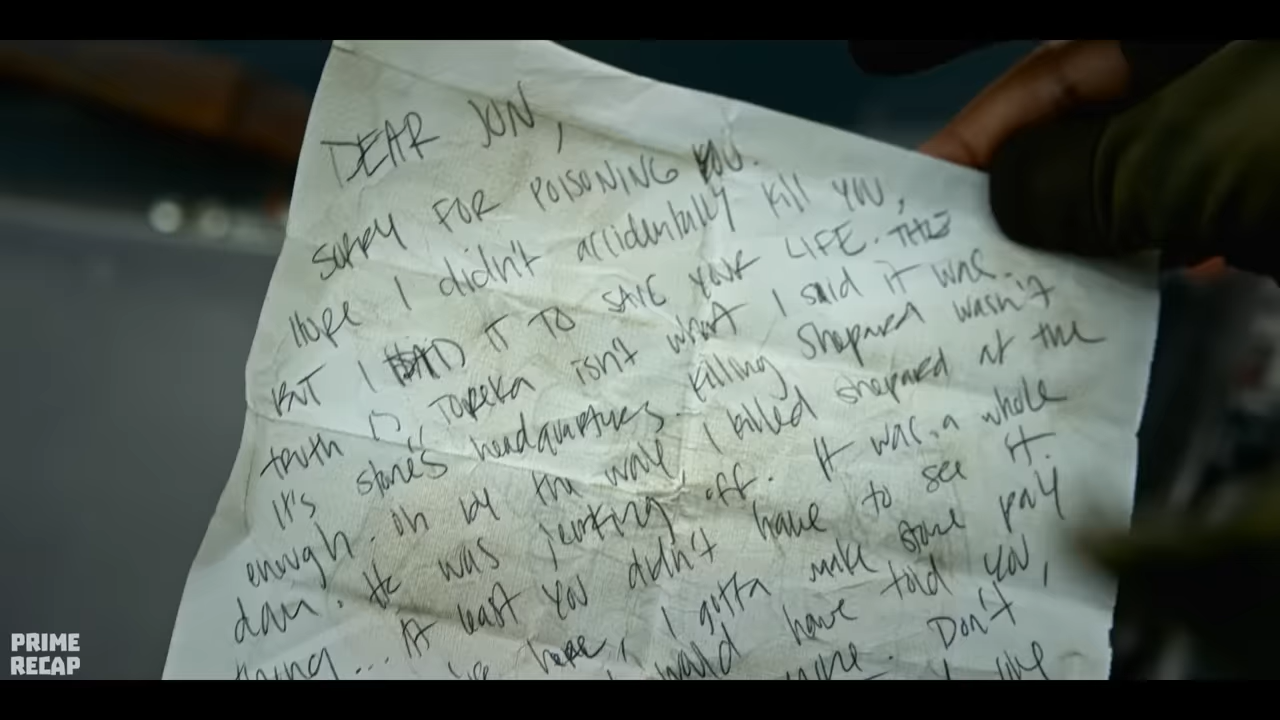 DEAR JON,
SORRY FOR POISONING YOU.
Hope I didn't accidentally kill YOU,
BUT I HAD IT TO SAVE YOUR LIFE. THE
truth is TOPEKA isn't what I said it was.
It's stone's headquarters. killing Shepard wasn't
enough. Oh by the way I killed shepard at the
dam. He was jerking off. It was a whole
thing... At least you didn't have to see it.
here, I gotta make stone pay
would have told you,
Don't
I
PRIME
RECAP